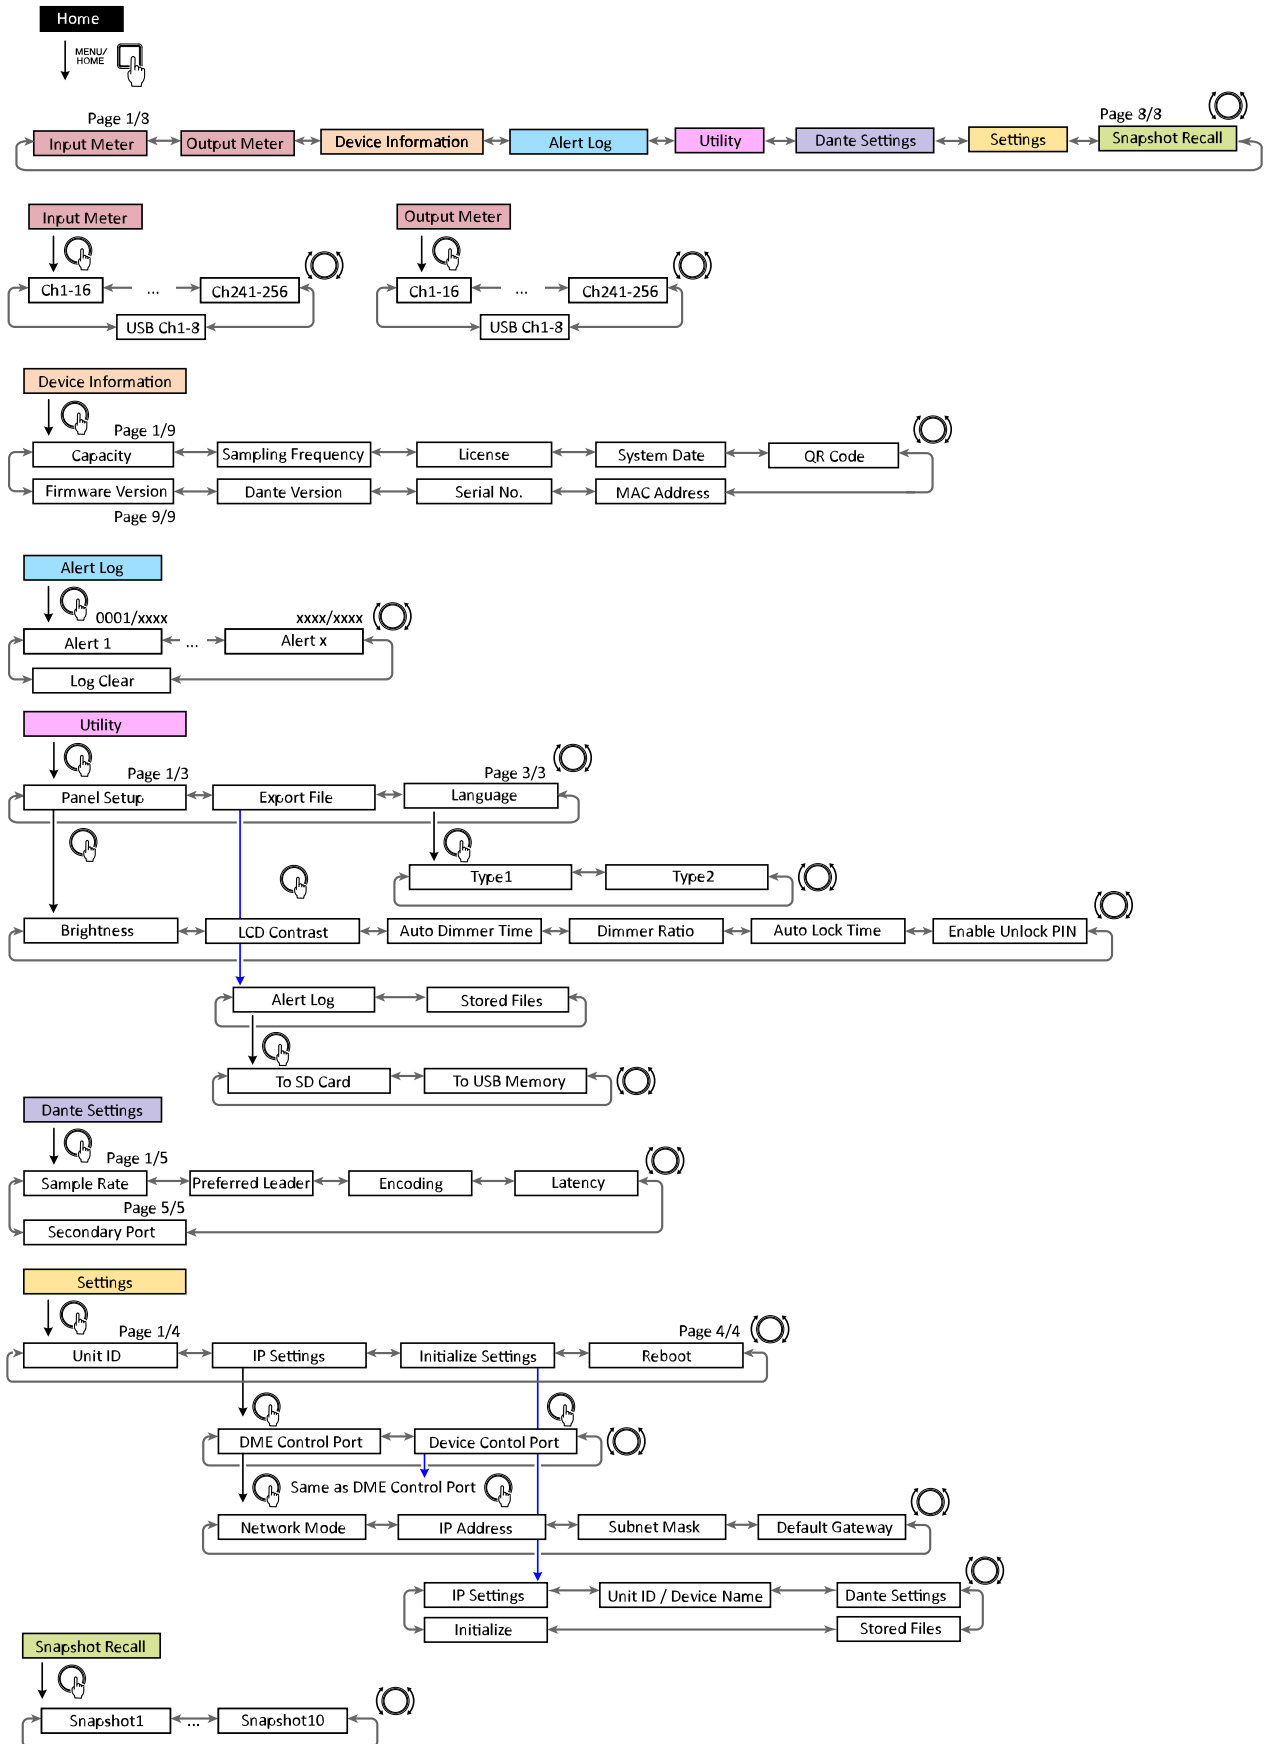 Home
MENU/
HOME
Page 1/8
Page 8/8
Input Meter
Output Meter
Device Information
Alert Log
Utility
Dante Settings
Settings
Snapshot Recall
Input Meter
Output Meter
Ch1-16
...
Ch241-256
Ch1-16
...
Ch241-256
USB Ch1-8
USB Ch1-8
Device Information
Page 1/9
Capacity
Sampling Frequency
License
System Date
QR Code
Firmware Version
Dante Version
Serial No.
MAC Address
Page 9/9
Alert Log
0001/xxxx
xxxx/xxxx
Alert 1
...
Alert x
Log Clear
Utility
Page 1/3
Page 3/3
Panel Setup
Export File
Language
Type1
Type2
Brightness
LCD Contrast
Auto Dimmer Time
Dimmer Ratio
Auto Lock Time
Enable Unlock PIN
Alert Log
Stored Files
To SD Card
To USB Memory
Dante Settings
Page 1/5
Sample Rate
Preferred Leader
Encoding
Latency
Page 5/5
Secondary Port
Settings
Page 1/4
Page 4/4
Unit ID
IP Settings
Initialize Settings
Reboot
DME Control Port
Device Contol Port
Same as DME Control Port
Network Mode
IP Address
Subnet Mask
Default Gateway
IP Settings
Unit ID / Device Name
Dante Settings
Initialize
Stored Files
Snapshot Recall
Snapshot1
...
Snapshot10